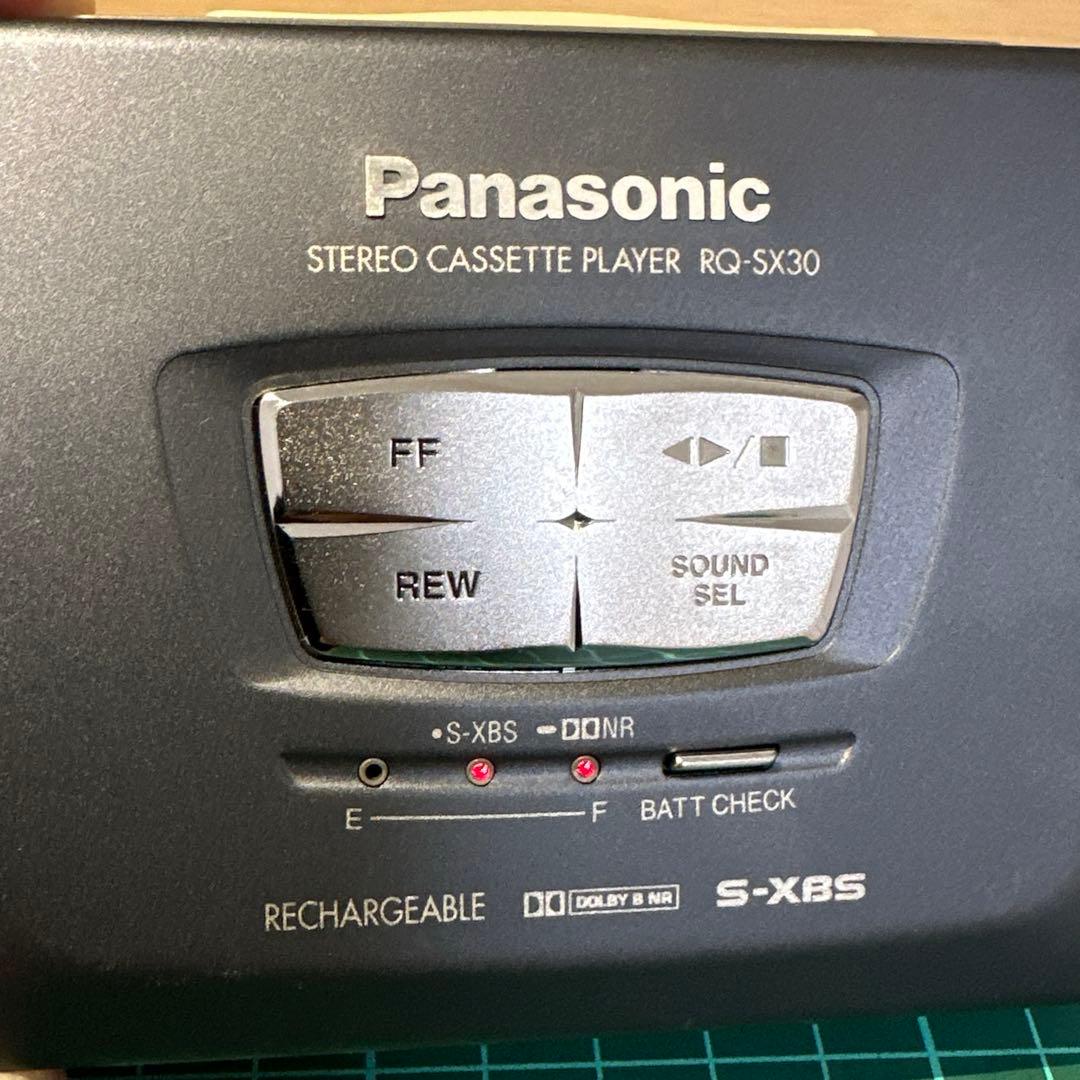 Panasonic
STEREO CASSETTE PLAYER RQ-SX30
FF
◀▶/■
REW
SOUND
SEL
•S-XBS
NR
E
F
BATT CHECK
RECHARGEABLE
DOLBY B NR
S-XBS